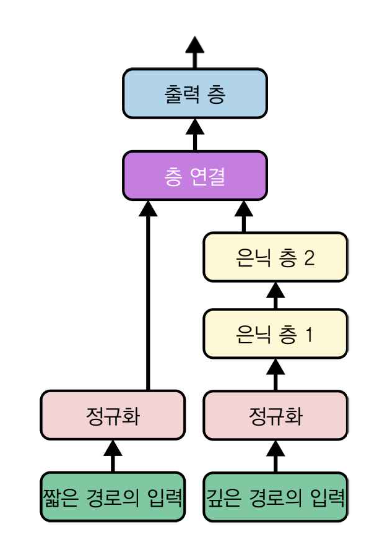 출력 층
층 연결
은닉 층 2
은닉 층 1
정규화
정규화
짧은 경로의 입력
깊은 경로의 입력